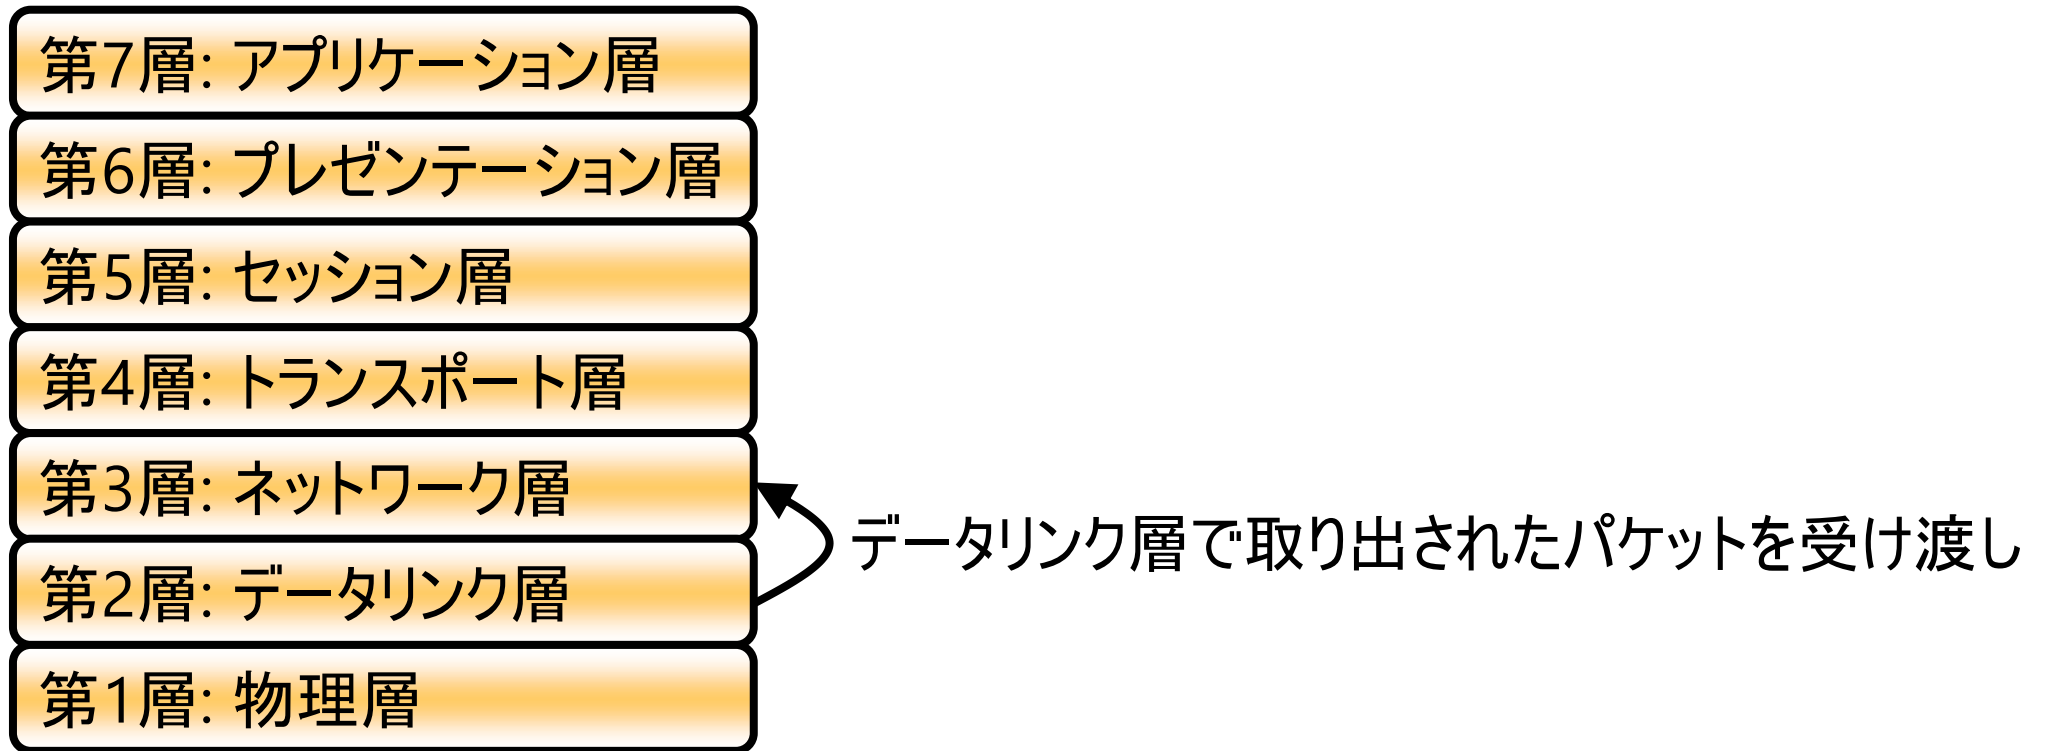 第7層: アプリケーション層
第6層: プレゼンテーション層
第5層: セッション層
第4層: トランスポート層
第3層: ネットワーク層
データリンク層で取り出されたパケットを受け渡し
第2層: データリンク層
第1層: 物理層